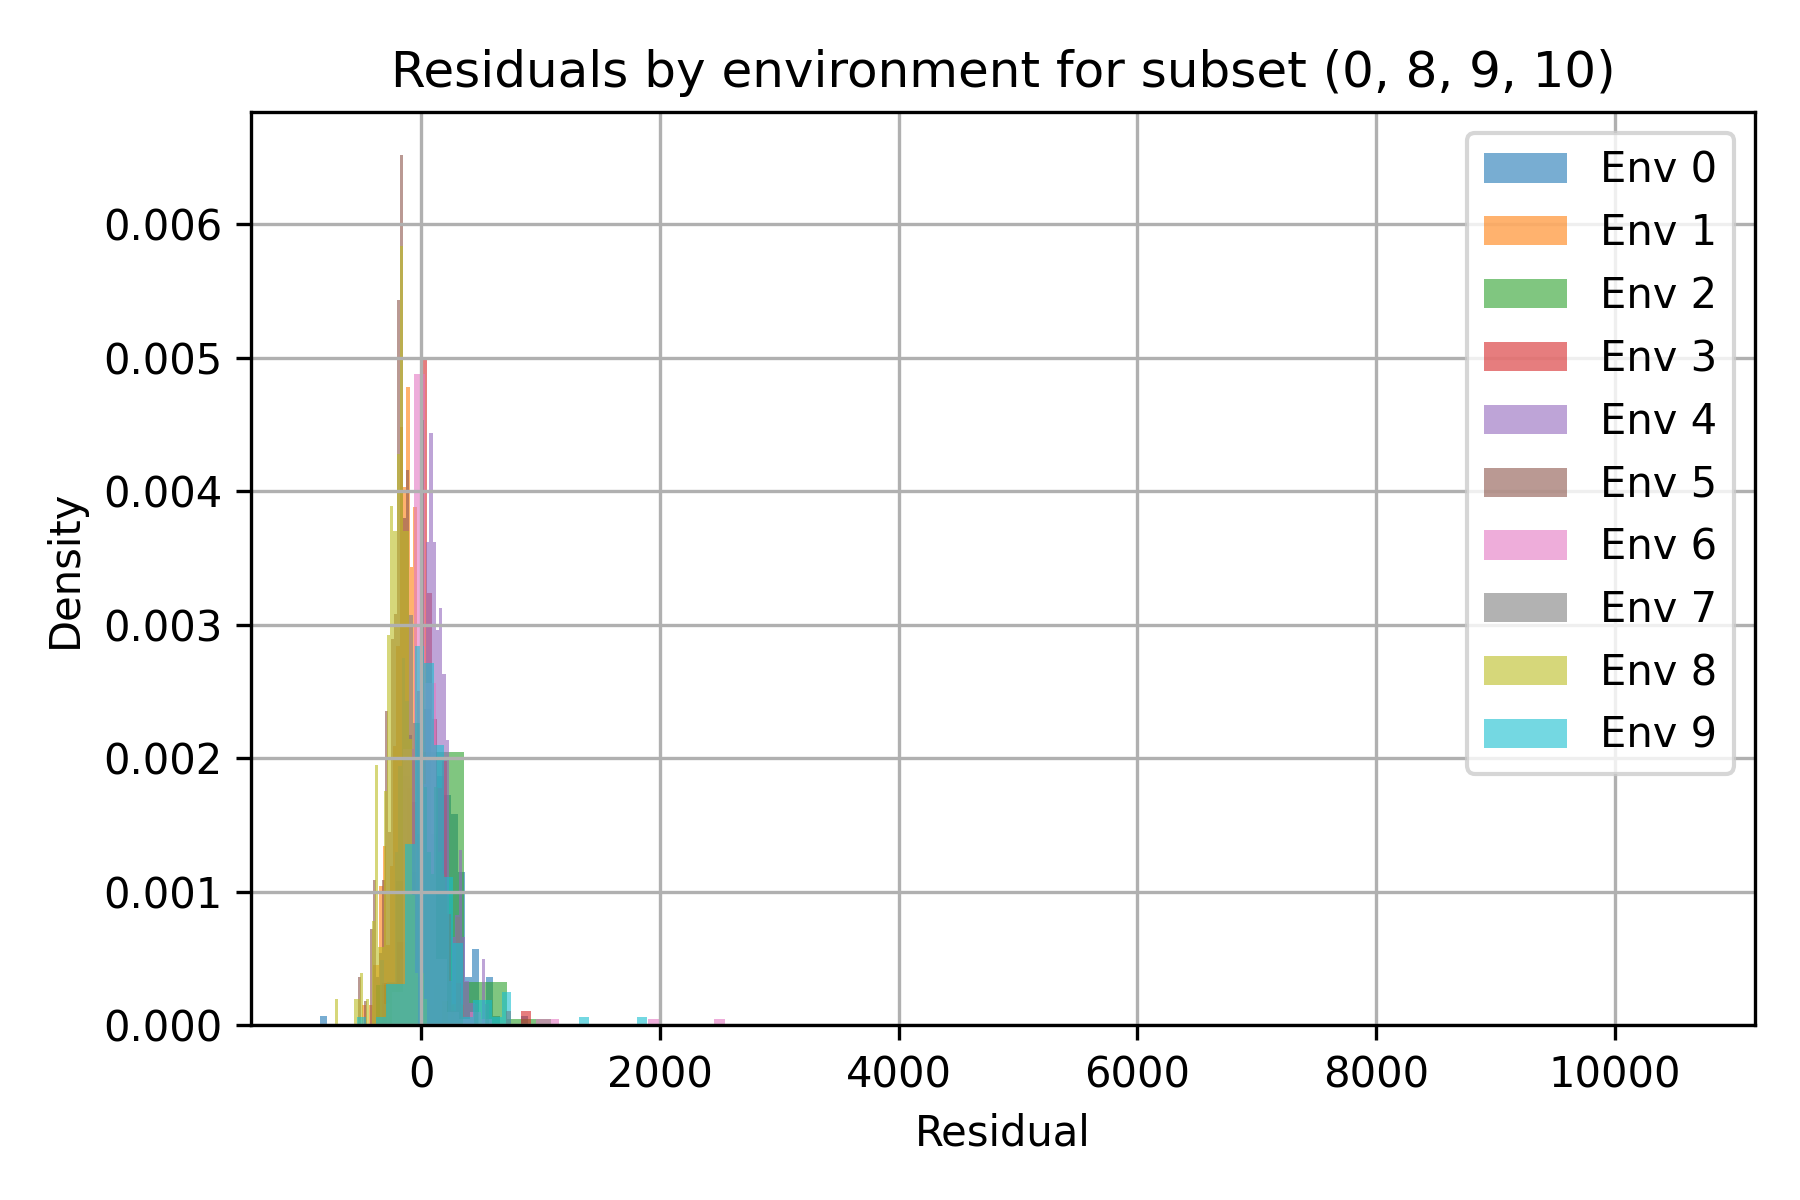 Residuals by environment for subset (0, 8, 9, 10)
Density
0.006
0.005
0.004
0.003
0.002
0.001
0.000
0 2000 4000 6000 8000 10000
Residual
Env 0
Env 1
Env 2
Env 3
Env 4
Env 5
Env 6
Env 7
Env 8
Env 9